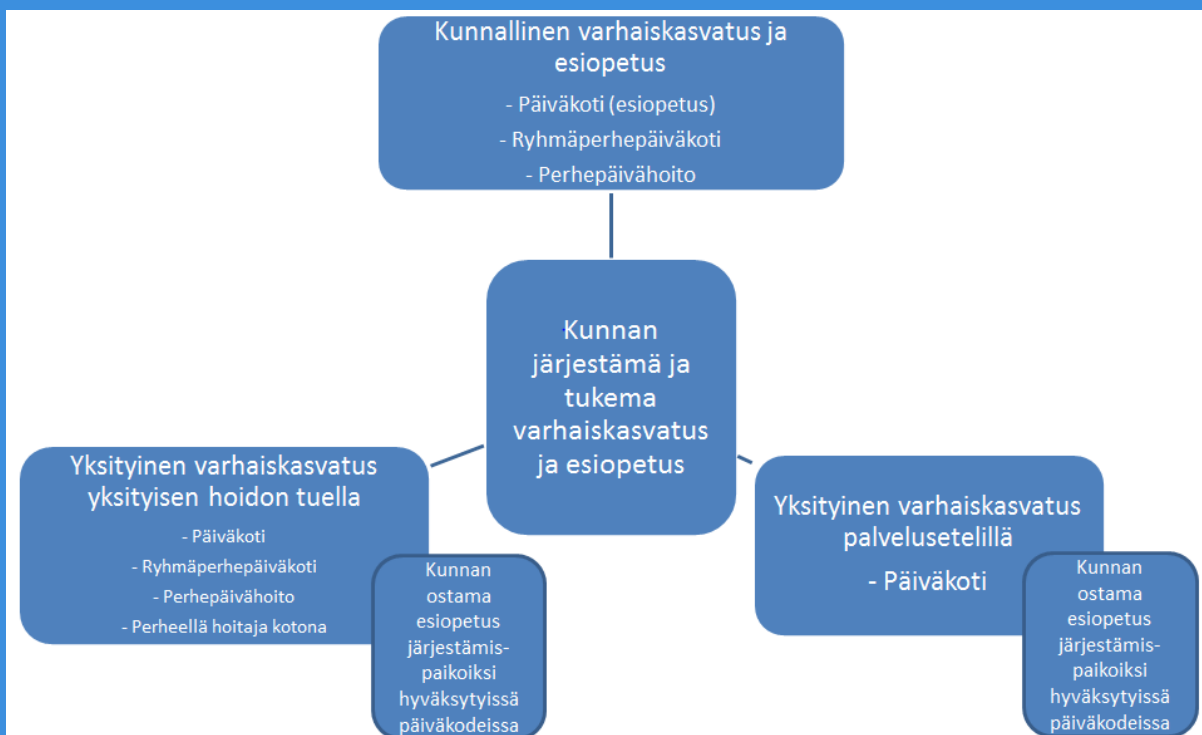 Kunnallinen varhaiskasvatus ja
esiopetus
- Päiväkoti (esiopetus)
- Ryhmäperhepäiväkoti
- Perhepäivähoito
Kunnan
järjestämä ja
tukema
varhaiskasvatus
ja esiopetus
Yksityinen varhaiskasvatus
yksityisen hoidon tuella
- Päiväkoti
- Ryhmäperhepäiväkoti
- Perhepäivähoito
- Perheellä hoitaja kotona
Kunnan
ostama
esiopetus
järjestämis-
paikoiksi
hyväksytyissä
päiväkodeissa
Yksityinen varhaiskasvatus
palvelusetelillä
- Päiväkoti
Kunnan
ostama
esiopetus
järjestämis-
paikoiksi
hyväksytyissä
päiväkodeissa